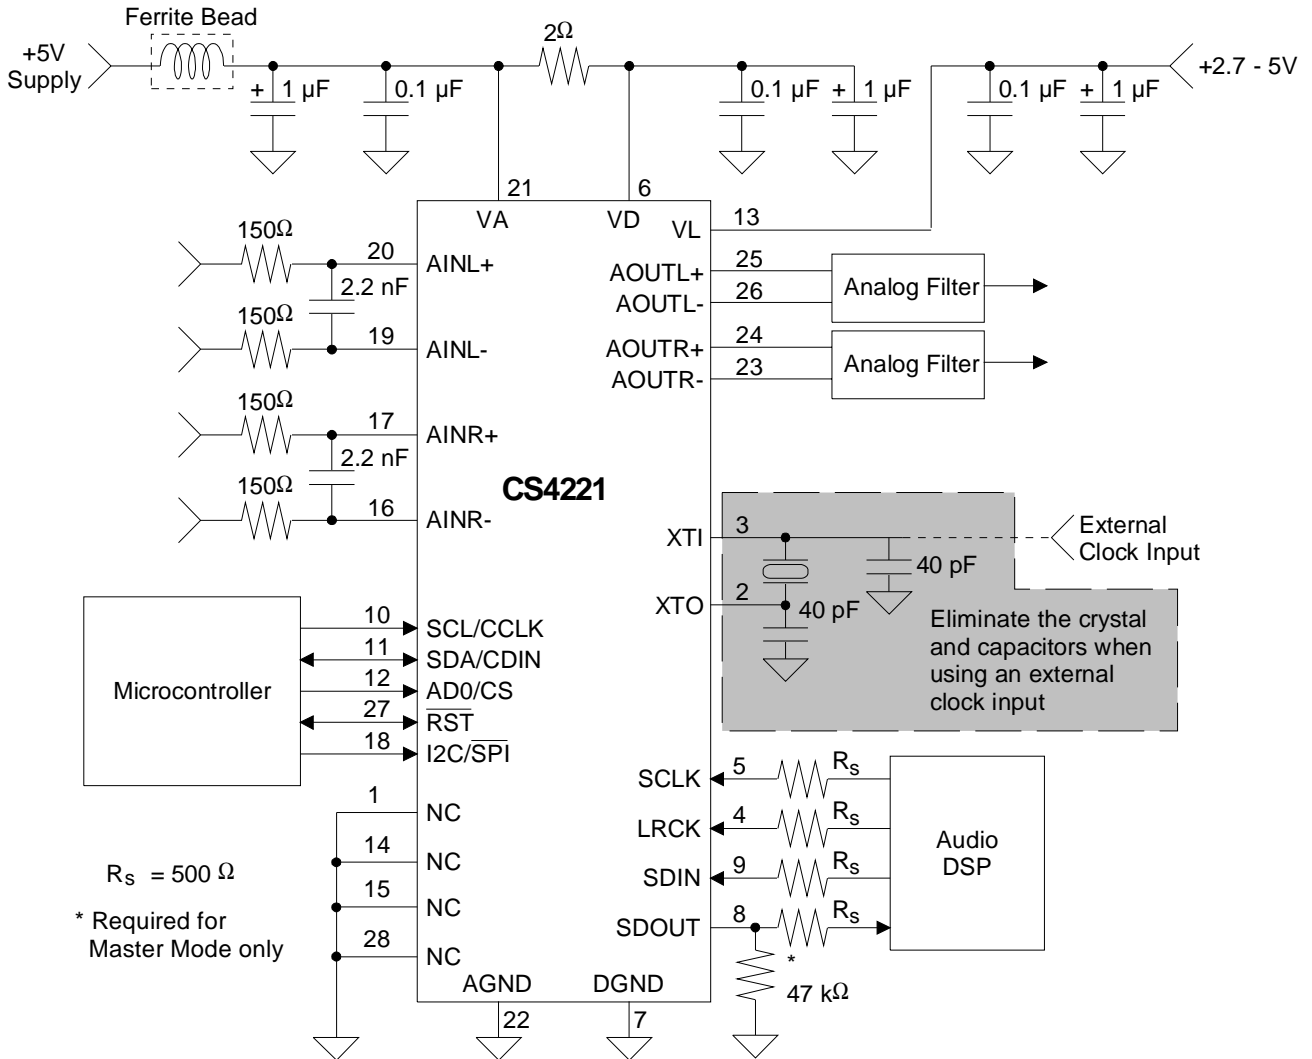 Ferrite Bead
+5V
Supply
+ 1 µF
0.1 µF
2Ω
0.1 µF
+ 1 µF
0.1 µF
+ 1 µF
+2.7 - 5V
21
6
VA
VD
VL
13
150Ω
20
AINL+
2.2 nF
150Ω
19
AINL-
150Ω
17
AINR+
2.2 nF
150Ω
16
AINR-
AOUTL+
25
AOUTL-
26
Analog Filter
AOUTR+
24
AOUTR-
23
Analog Filter
CS4221
XTI
3
External
Clock Input
40 pF
XTO
2
40 pF
Eliminate the crystal
and capacitors when
using an external
clock input
Microcontroller
10
SCL/CCLK
11
SDA/CDIN
12
AD0/CS
27
RST
18
I2C/SPI
1
NC
14
NC
15
NC
28
NC
SCLK
5
Rs
LRCK
4
Rs
SDIN
9
Rs
SDOUT
8
Rs
Audio
DSP
*
47 kΩ
Rs = 500 Ω
* Required for
Master Mode only
AGND
DGND
22
7